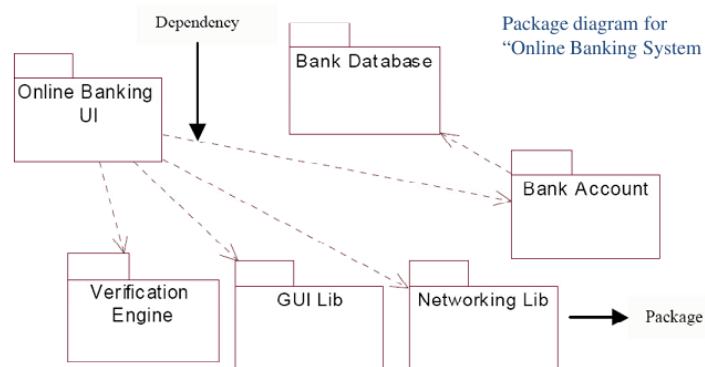 Dependency
Package diagram for
“Online Banking System
Bank Database
Online Banking
UI
Bank Account
Verification
Engine
GUI Lib
Networking Lib
Package